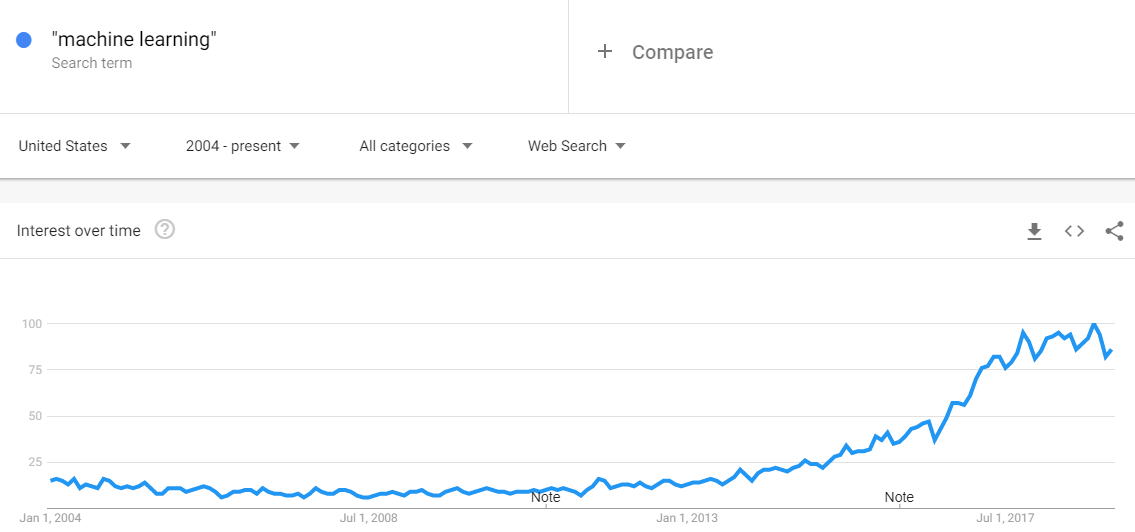 "machine learning"
Search term
+ Compare
United States
2004 - present
All categories
Web Search
Interest over time
?
100
75
50
25
Note
Note
Jan 1, 2004
Jul 1, 2008
Jan 1, 2013
Jul 1, 2017